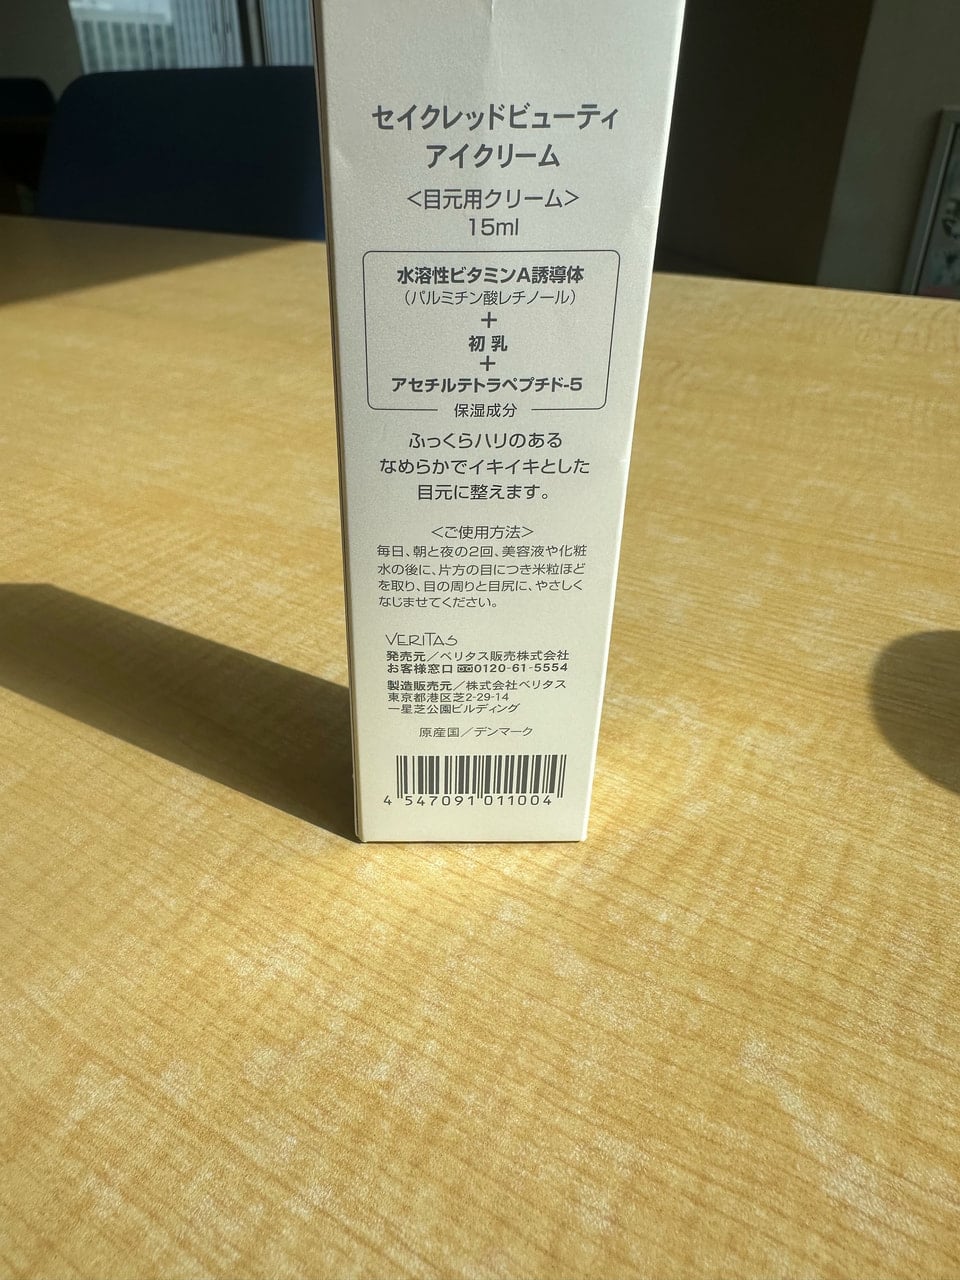 セイクレッドビューティ
アイクリーム
＜目元用クリーム＞
15ml
水溶性ビタミンA誘導体
（パルミチン酸レチノール）
+
初乳
+
アセチルテトラペプチド-5
保湿成分
ふっくらハリのある
なめらかでイキイキとした
目元に整えます。
＜ご使用方法＞
毎日、朝と夜の2回、美容液や化粧
水の後に、片方の目につき米粒ほど
を取り、目の周りと目尻に、やさしく
なじませてください。
VERITAS
発売元／ベリタス販売株式会社
お客様窓口 0120-61-5554
製造販売元／株式会社ベリタス
東京都港区芝2-29-14
一星芝公園ビルディング
原産国／デンマーク
4 547091 011004